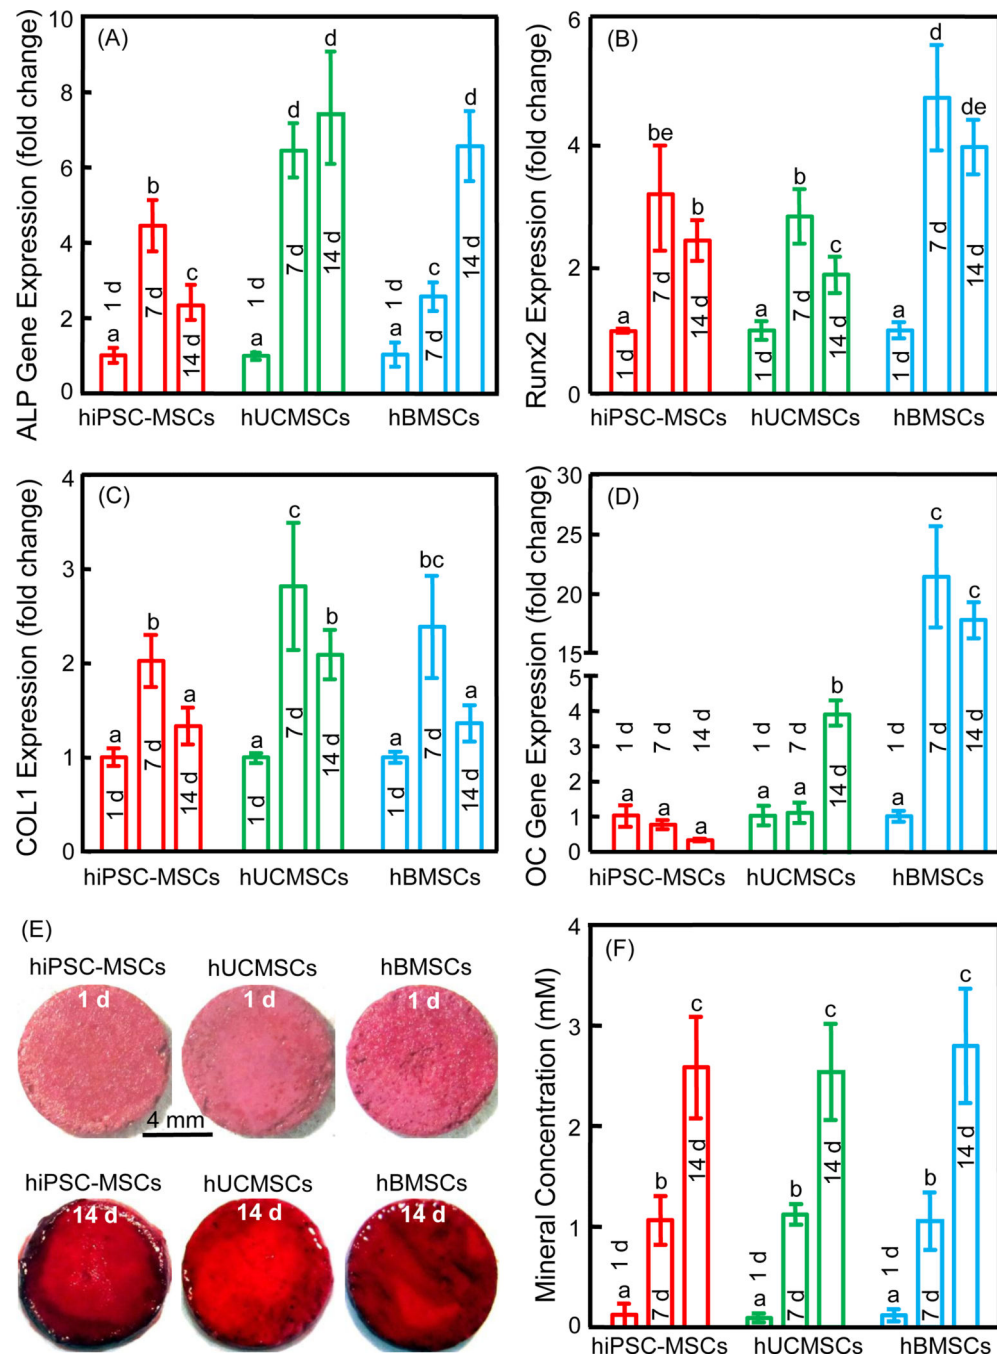 (A)
ALP Gene Expression (fold change)
10
8
6
4
2
0
1 d
a
b
7 d
c
14 d
1 d
a
d
7 d
d
14 d
1 d
a
c
7 d
d
14 d
hiPSC-MSCs hUCMSCs hBMSCs
(B)
Runx2 Expression (fold change)
6
4
2
0
a
1 d
be
7 d
b
14 d
a
1 d
b
7 d
c
14 d
a
1 d
d
7 d
de
14 d
hiPSC-MSCs hUCMSCs hBMSCs
(C)
COL1 Expression (fold change)
4
3
2
1
0
a
1 d
b
7 d
a
14 d
a
1 d
c
7 d
b
14 d
a
1 d
bc
7 d
a
14 d
hiPSC-MSCs hUCMSCs hBMSCs
(D)
OC Gene Expression (fold change)
30
25
20
15
5
4
3
2
1
0
1 d
a
7 d
a
14 d
a
1 d
a
7 d
a
b
14 d
1 d
a
c
7 d
c
14 d
hiPSC-MSCs hUCMSCs hBMSCs
(E)
hiPSC-MSCs hUCMSCs hBMSCs
1 d 1 d 1 d
4 mm
hiPSC-MSCs hUCMSCs hBMSCs
14 d 14 d 14 d
(F)
Mineral Concentration (mM)
4
3
2
1
0
1 d
a
b
7 d
c
14 d
1 d
a
b
7 d
c
14 d
1 d
a
b
7 d
c
14 d
hiPSC-MSCs hUCMSCs hBMSCs